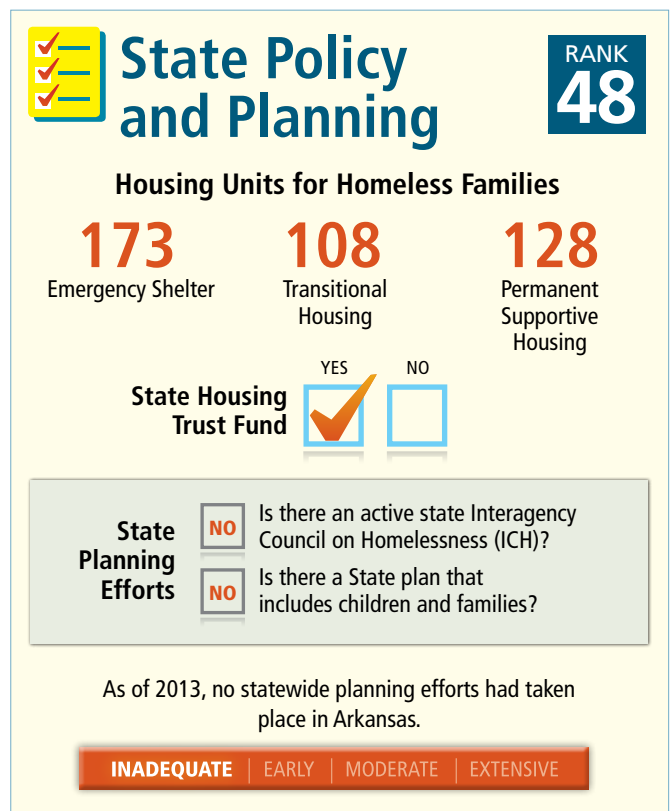 State Policy
and Planning
RANK
48
Housing Units for Homeless Families
173
Emergency Shelter
108
Transitional
Housing
128
Permanent
Supportive
Housing
YES NO
State Housing
Trust Fund
State
Planning
Efforts
NO
Is there an active state Interagency
Council on Homelessness (ICH)?
NO
Is there a State plan that
includes children and families?
As of 2013, no statewide planning efforts had taken
place in Arkansas.
INADEQUATE | EARLY | MODERATE | EXTENSIVE